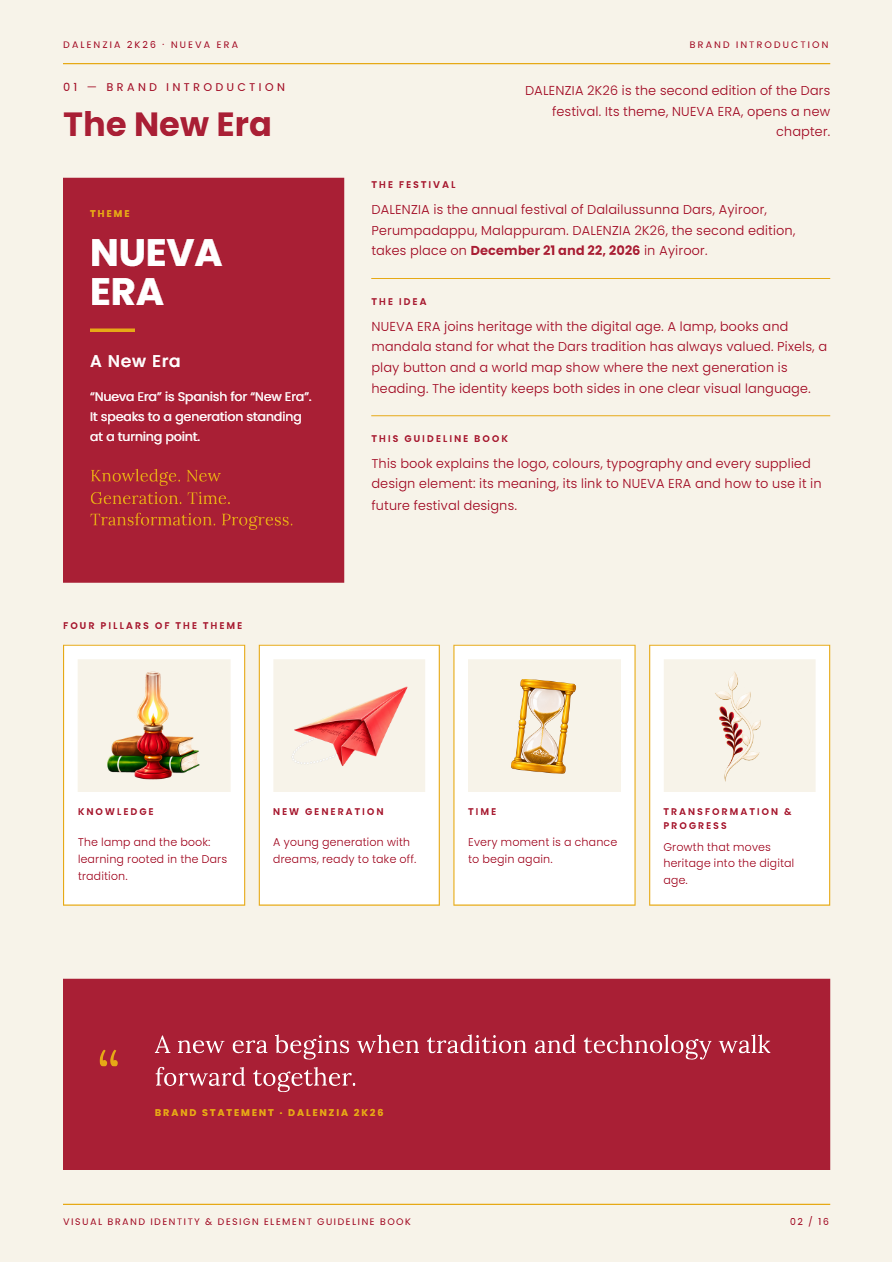 DALENZIA 2K26 · NUEVA ERA
BRAND INTRODUCTION
01 — BRAND INTRODUCTION
The New Era
DALENZIA 2K26 is the second edition of the Dars
festival. Its theme, NUEVA ERA, opens a new
chapter.
THEME
NUEVA
ERA
A New Era
“Nueva Era” is Spanish for “New Era”.
It speaks to a generation standing
at a turning point.
Knowledge. New
Generation. Time.
Transformation. Progress.
THE FESTIVAL
DALENZIA is the annual festival of Dalailussunna Dars, Ayiroor,
Perumpadappu, Malappuram. DALENZIA 2K26, the second edition,
takes place on December 21 and 22, 2026 in Ayiroor.
THE IDEA
NUEVA ERA joins heritage with the digital age. A lamp, books and
mandala stand for what the Dars tradition has always valued. Pixels, a
play button and a world map show where the next generation is
heading. The identity keeps both sides in one clear visual language.
THIS GUIDELINE BOOK
This book explains the logo, colours, typography and every supplied
design element: its meaning, its link to NUEVA ERA and how to use it in
future festival designs.
FOUR PILLARS OF THE THEME
KNOWLEDGE
The lamp and the book:
learning rooted in the Dars
tradition.
NEW GENERATION
A young generation with
dreams, ready to take off.
TIME
Every moment is a chance
to begin again.
TRANSFORMATION &
PROGRESS
Growth that moves
heritage into the digital
age.
“
A new era begins when tradition and technology walk
forward together.
BRAND STATEMENT · DALENZIA 2K26
VISUAL BRAND IDENTITY & DESIGN ELEMENT GUIDELINE BOOK
02 / 16